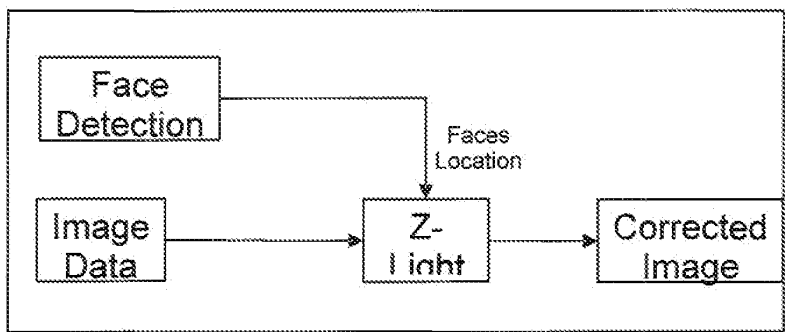 Face
Detection
Faces
Location
Image
Data
Z-
Light
Corrected
Image